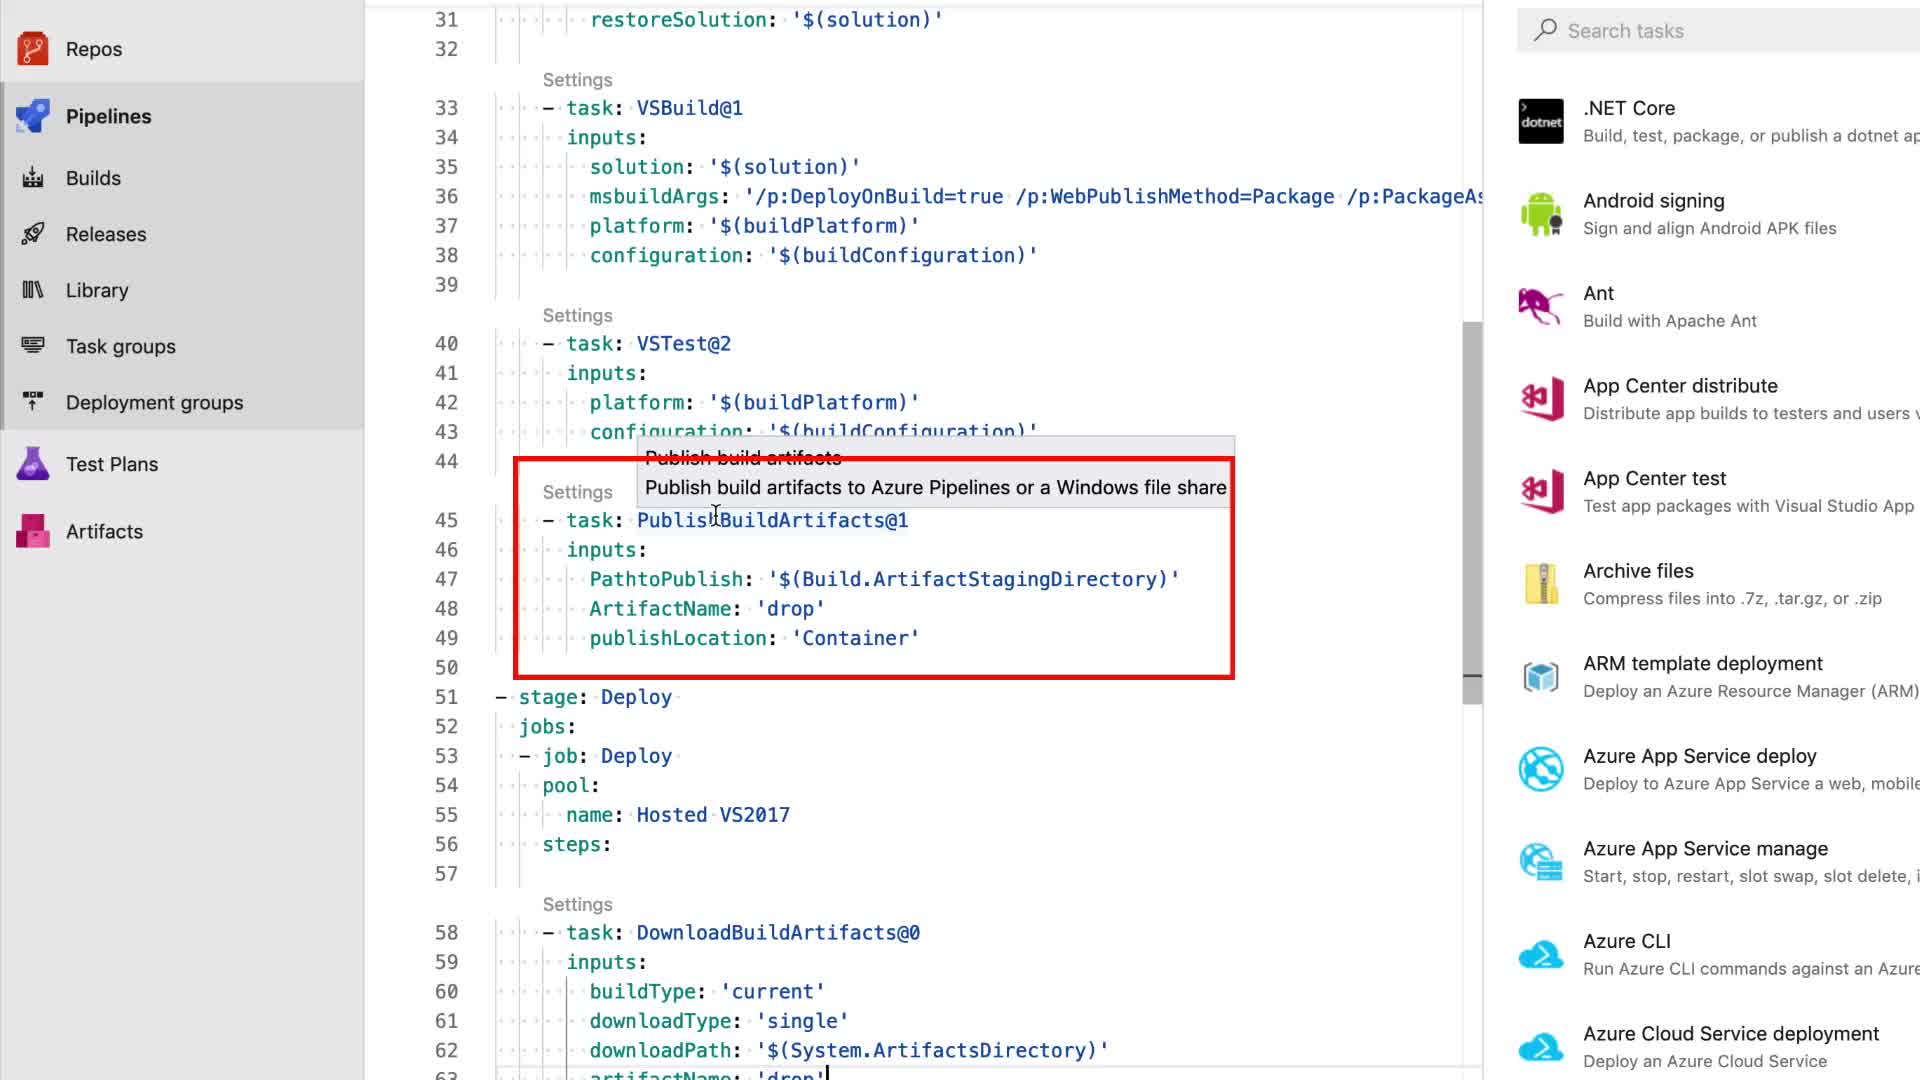 Repos
Pipelines
Builds
Releases
Library
Task groups
Deployment groups
Test Plans
Artifacts
31 restoreSolution: '$(solution)'
32
Settings
33 - task: VSBuild@1
34 inputs:
35 solution: '$(solution)'
36 msbuildArgs: '/p:DeployOnBuild=true /p:WebPublishMethod=Package /p:PackageAs
37 platform: '$(buildPlatform)'
38 configuration: '$(buildConfiguration)'
39
Settings
40 - task: VSTest@2
41 inputs:
42 platform: '$(buildPlatform)'
43 configuration: '$(buildConfiguration)'
44
Publish build artifacts
Publish build artifacts to Azure Pipelines or a Windows file share
Settings
45 - task: PublishBuildArtifacts@1
46 inputs:
47 PathtoPublish: '$(Build.ArtifactStagingDirectory)'
48 ArtifactName: 'drop'
49 publishLocation: 'Container'
50
51 - stage: Deploy
52 jobs:
53 - job: Deploy
54 pool:
55 name: Hosted VS2017
56 steps:
57
Settings
58 - task: DownloadBuildArtifacts@0
59 inputs:
60 buildType: 'current'
61 downloadType: 'single'
62 downloadPath: '$(System.ArtifactsDirectory)'
63 artifactName: 'drop'
Search tasks
.NET Core
Build, test, package, or publish a dotnet ap
dotnet
Android signing
Sign and align Android APK files
Ant
Build with Apache Ant
App Center distribute
Distribute app builds to testers and users v
App Center test
Test app packages with Visual Studio App
Archive files
Compress files into .7z, .tar.gz, or .zip
ARM template deployment
Deploy an Azure Resource Manager (ARM)
Azure App Service deploy
Deploy to Azure App Service a web, mobile
Azure App Service manage
Start, stop, restart, slot swap, slot delete, i
Azure CLI
Run Azure CLI commands against an Azure
Azure Cloud Service deployment
Deploy an Azure Cloud Service